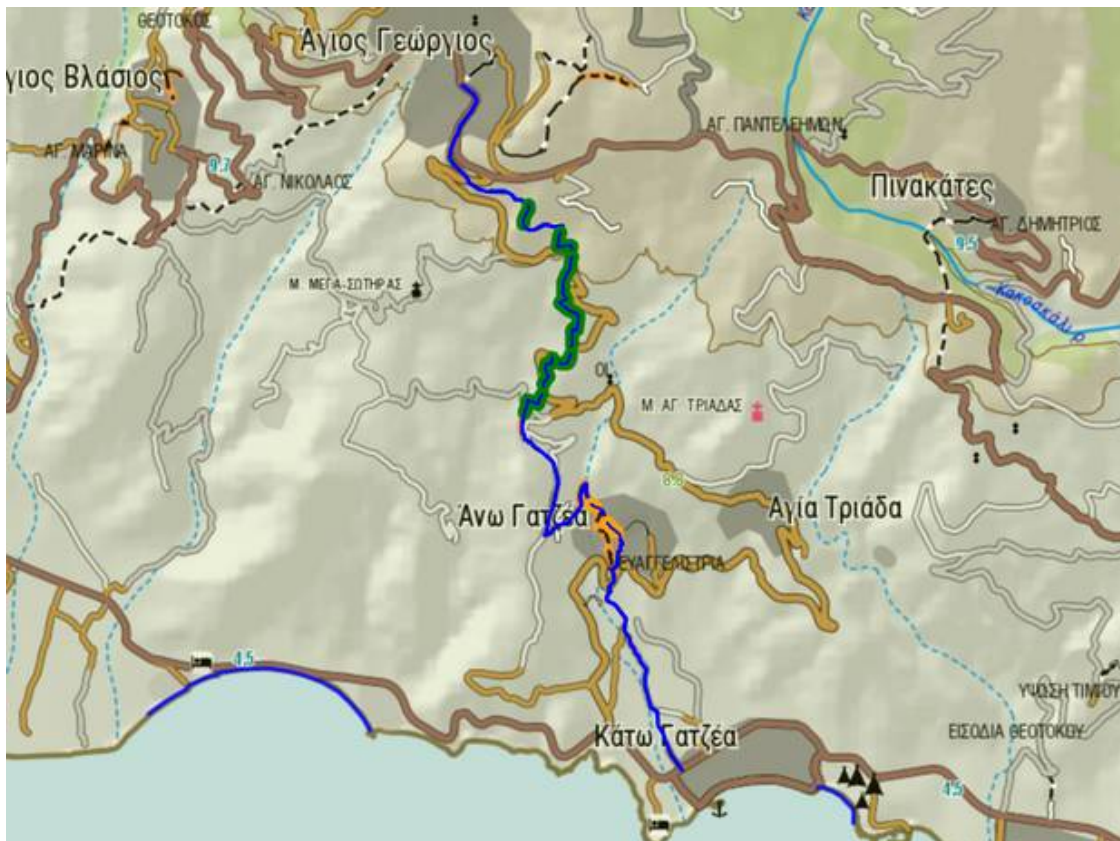 ΘΕΟΤΟΚΟΣ
Άγιος Γεώργιος
γιος Βλάσιος
ΑΓ. ΠΑΝΤΕΛΕΗΜΩΝ
ΑΓ. ΜΑΡΙΝΑ
9.7
ΑΓ. ΝΙΚΟΛΑΟΣ
Πινακάτες
ΑΓ. ΔΗΜΗΤΡΙΟΣ
9.5
Μ. ΜΕΓΑ-ΣΩΤΗΡΑΣ
Μ. ΑΓ. ΤΡΙΑΔΑΣ
8.8
Άνω Γατζέα
Αγία Τριάδα
ΕΥΑΓΓΕΛΙΣΤΡΙΑ
4.5
ΥΨΩΣΗ ΤΙΜΙΟΥ
ΕΙΣΟΔΙΑ ΘΕΟΤΟΚΟΥ
Κάτω Γατζέα
4.5